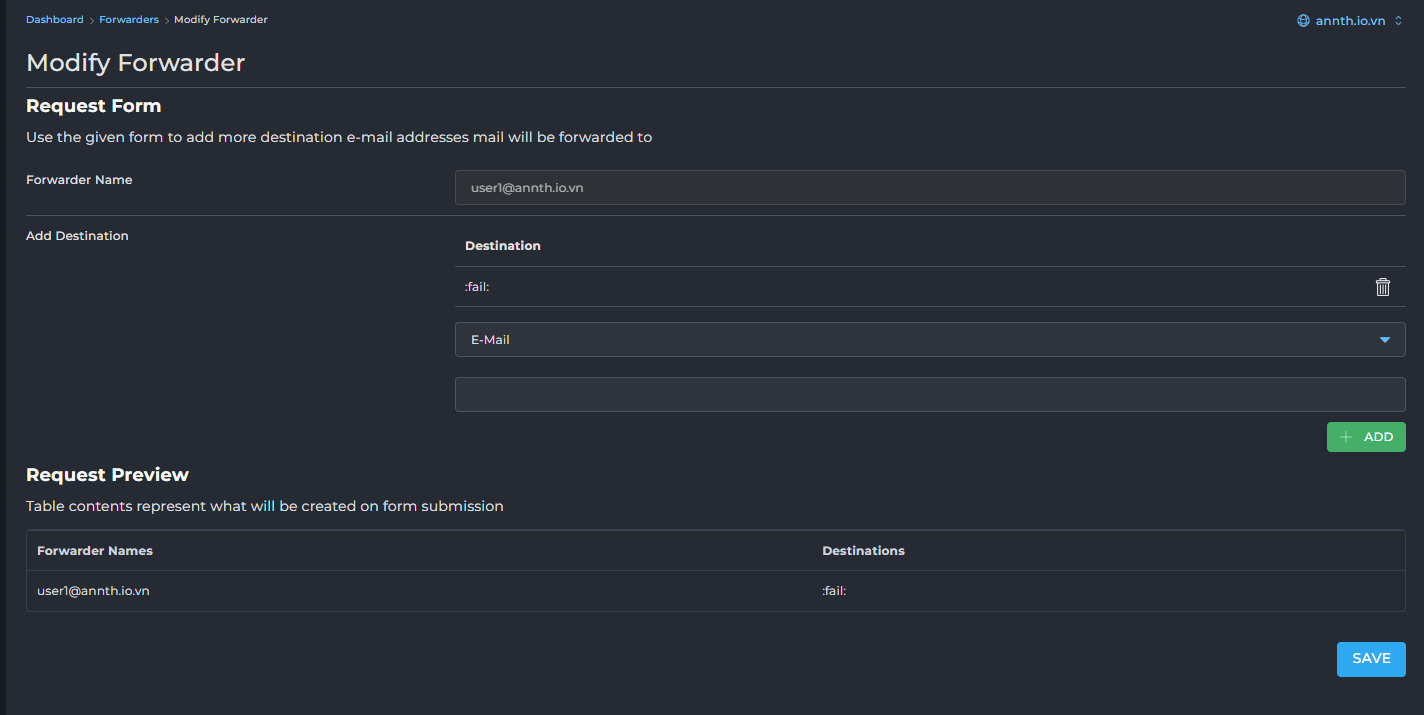 Dashboard > Forwarders > Modify Forwarder
annth.io.vn
Modify Forwarder
Request Form
Use the given form to add more destination e-mail addresses mail will be forwarded to
Forwarder Name
user1@annth.io.vn
Add Destination
Destination
:fail:
E-Mail
+ ADD
Request Preview
Table contents represent what will be created on form submission
Forwarder Names Destinations
user1@annth.io.vn :fail:
SAVE